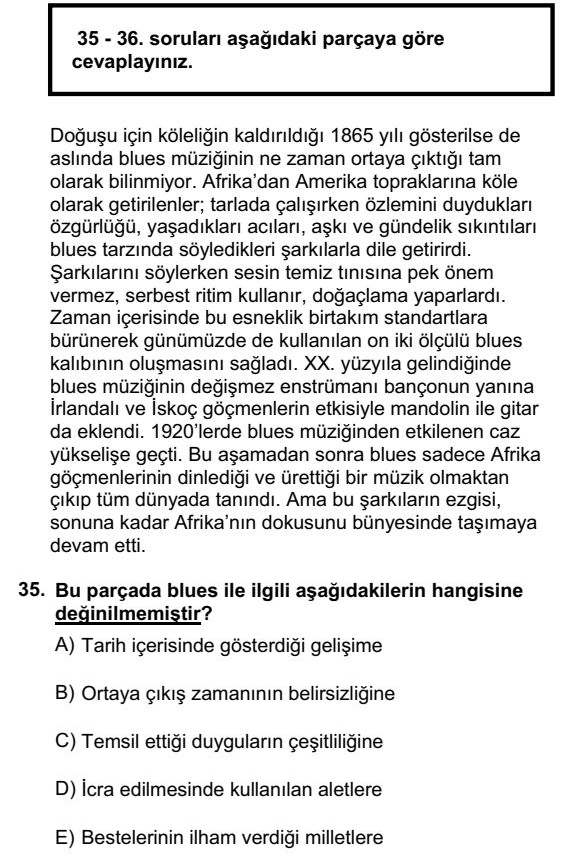 35 - 36. soruları aşağıdaki parçaya göre
cevaplayınız.
Doğuşu için köleliğin kaldırıldığı 1865 yılı gösterilse de
aslında blues müziğinin ne zaman ortaya çıktığı tam
olarak bilinmiyor. Afrika’dan Amerika topraklarına köle
olarak getirilenler; tarlada çalışırken özlemini duydukları
özgürlüğü, yaşadıkları acıları, aşkı ve gündelik sıkıntıları
blues tarzında söyledikleri şarkılarla dile getirirdi.
Şarkılarını söylerken sesin temiz tınısına pek önem
vermez, serbest ritim kullanır, doğaçlama yaparlardı.
Zaman içerisinde bu esneklik birtakım standartlara
bürünerek günümüzde de kullanılan on iki ölçülü blues
kalıbının oluşmasını sağladı. XX. yüzyıla gelindiğinde
blues müziğinin değişmez enstrümanı bançonun yanına
İrlandalı ve İskoç göçmenlerin etkisiyle mandolin ile gitar
da eklendi. 1920’lerde blues müziğinden etkilenen caz
yükselişe geçti. Bu aşamadan sonra blues sadece Afrika
göçmenlerinin dinlediği ve ürettiği bir müzik olmaktan
çıkıp tüm dünyada tanındı. Ama bu şarkıların ezgisi,
sonuna kadar Afrika’nın dokusunu bünyesinde taşımaya
devam etti.
35. Bu parçada blues ile ilgili aşağıdakilerin hangisine
değinilmemiştir?
A) Tarih içerisinde gösterdiği gelişime
B) Ortaya çıkış zamanının belirsizliğine
C) Temsil ettiği duyguların çeşitliliğine
D) İcra edilmesinde kullanılan aletlere
E) Bestelerinin ilham verdiği milletlere